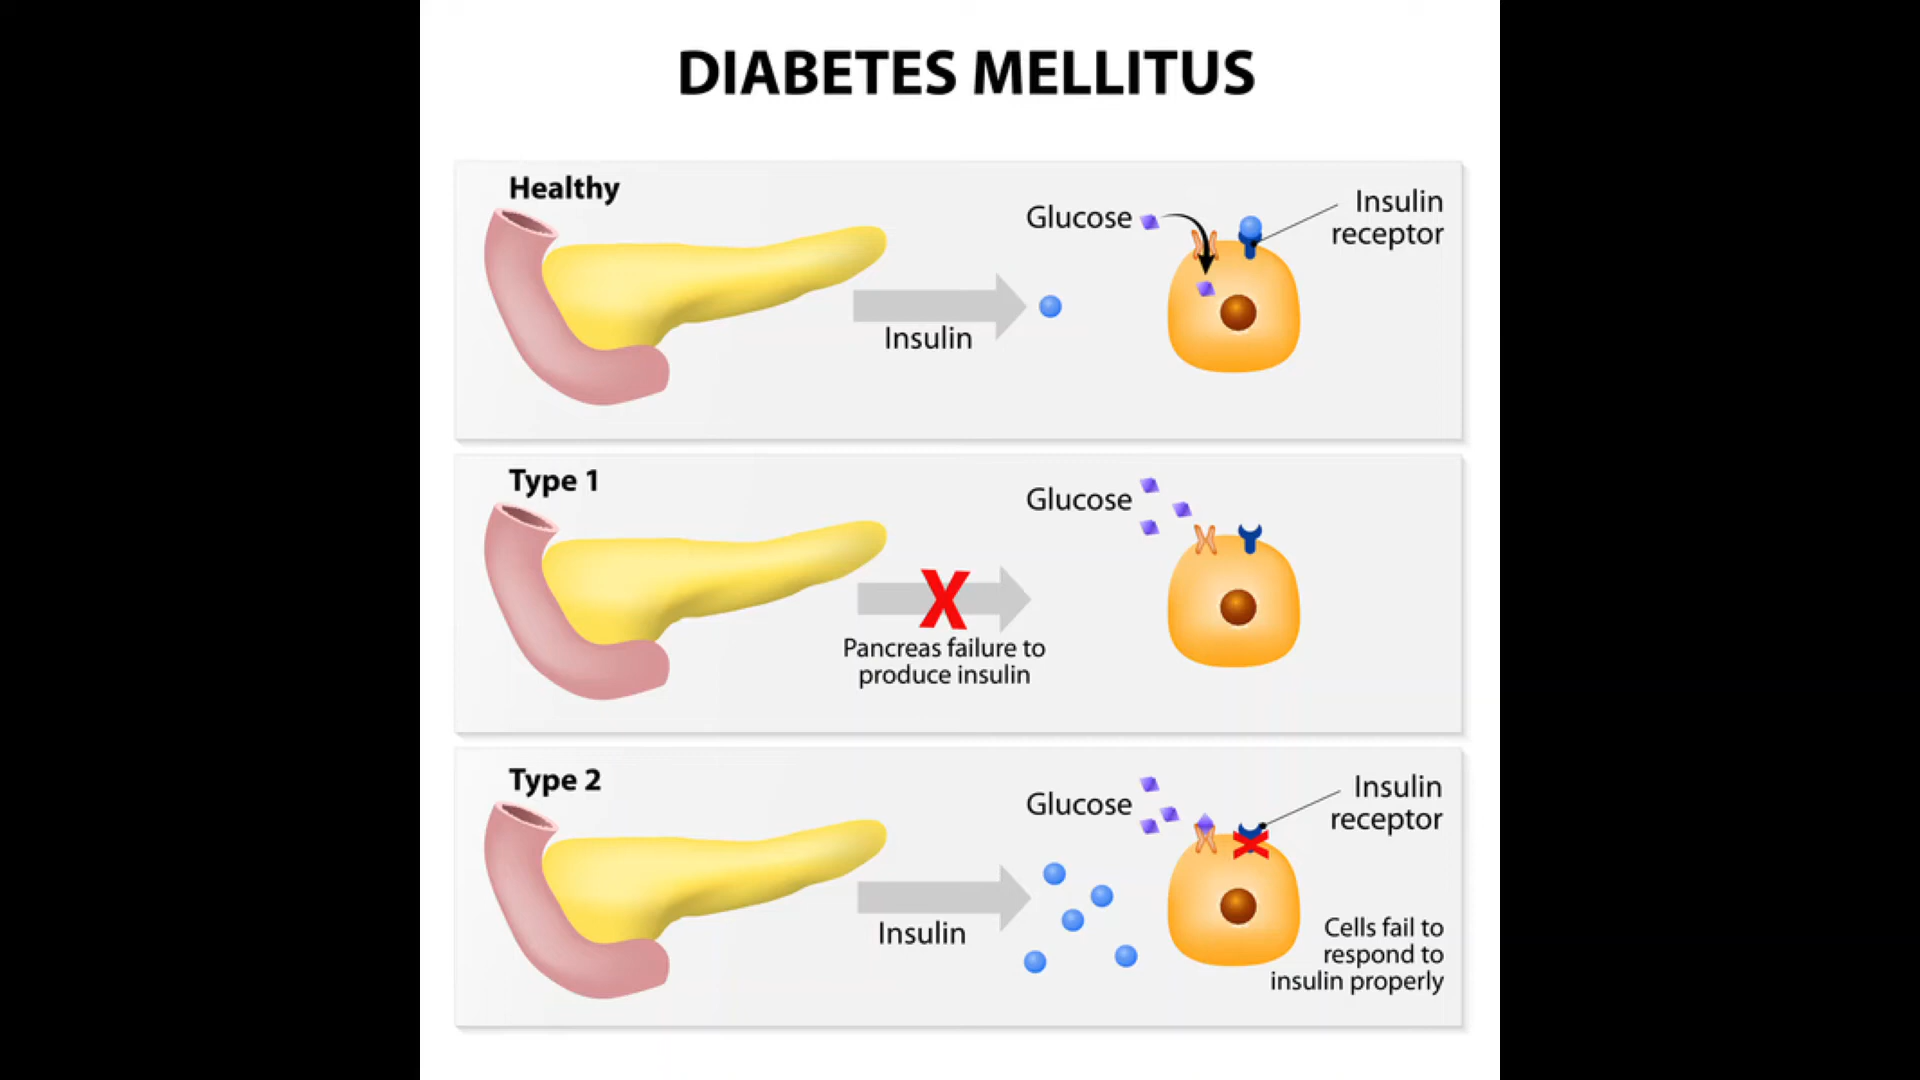 DIABETES MELLITUS
Healthy
Glucose
Insulin
receptor
Insulin
Type 1
Glucose
X
Pancreas failure to
produce insulin
Type 2
Glucose
Insulin
receptor
Insulin
Cells fail to
respond to
insulin properly